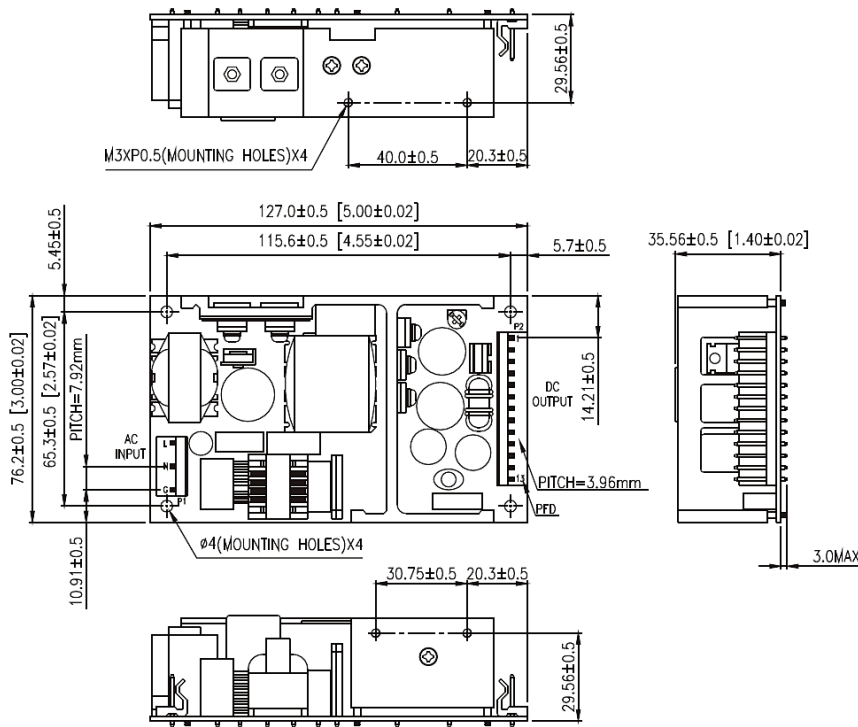 29.56±0.5
M3XP0.5(MOUNTING HOLES)X4
40.0±0.5
20.3±0.5
127.0±0.5 [5.00±0.02]
115.6±0.5 [4.55±0.02]
5.7±0.5
5.45±0.5
35.56±0.5 [1.40±0.02]
76.2±0.5 [3.00±0.02]
65.3±0.5 [2.57±0.02]
PITCH=7.92mm
P2
1
14.21±0.5
DC
OUTPUT
AC
INPUT
L
N
G
P1
PITCH=3.96mm
13
PFD
10.91±0.5
ø4(MOUNTING HOLES)X4
3.0MAX
30.75±0.5
20.3±0.5
29.56±0.5